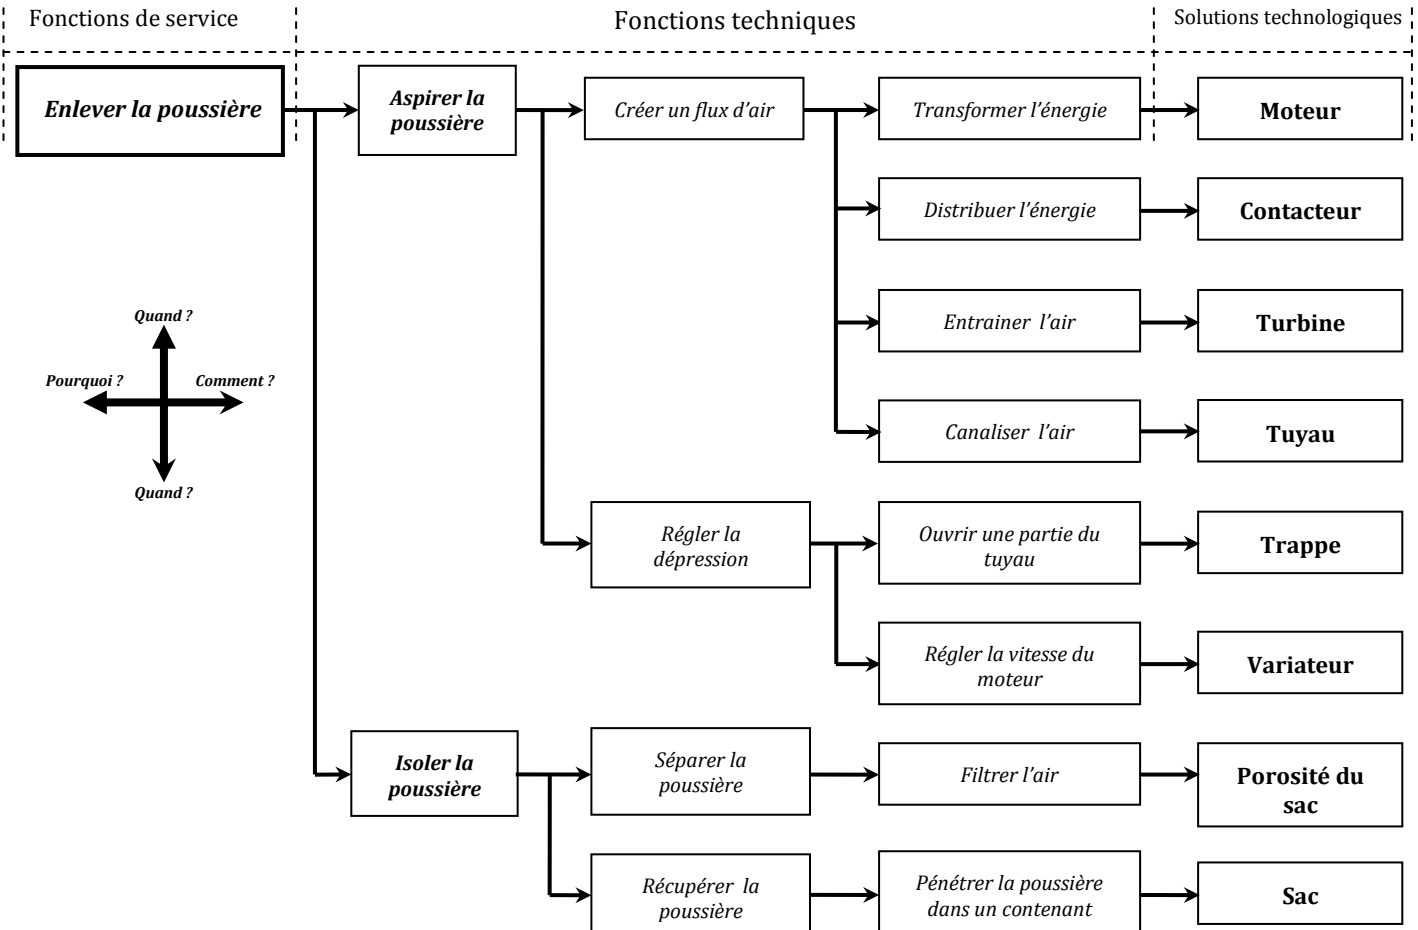 Fonctions de service
Fonctions techniques
Solutions technologiques
Enlever la poussière
Aspirer la
poussière
Créer un flux d’air
Transformer l’énergie
Moteur
Distribuer l’énergie
Contacteur
Entrainer l’air
Turbine
Quand ?
Pourquoi ?
Comment ?
Quand ?
Canaliser l’air
Tuyau
Régler la
dépression
Ouvrir une partie du
tuyau
Trappe
Régler la vitesse du
moteur
Variateur
Isoler la
poussière
Séparer la
poussière
Filtrer l’air
Porosité du
sac
Récupérer la
poussière
Pénétrer la poussière
dans un contenant
Sac